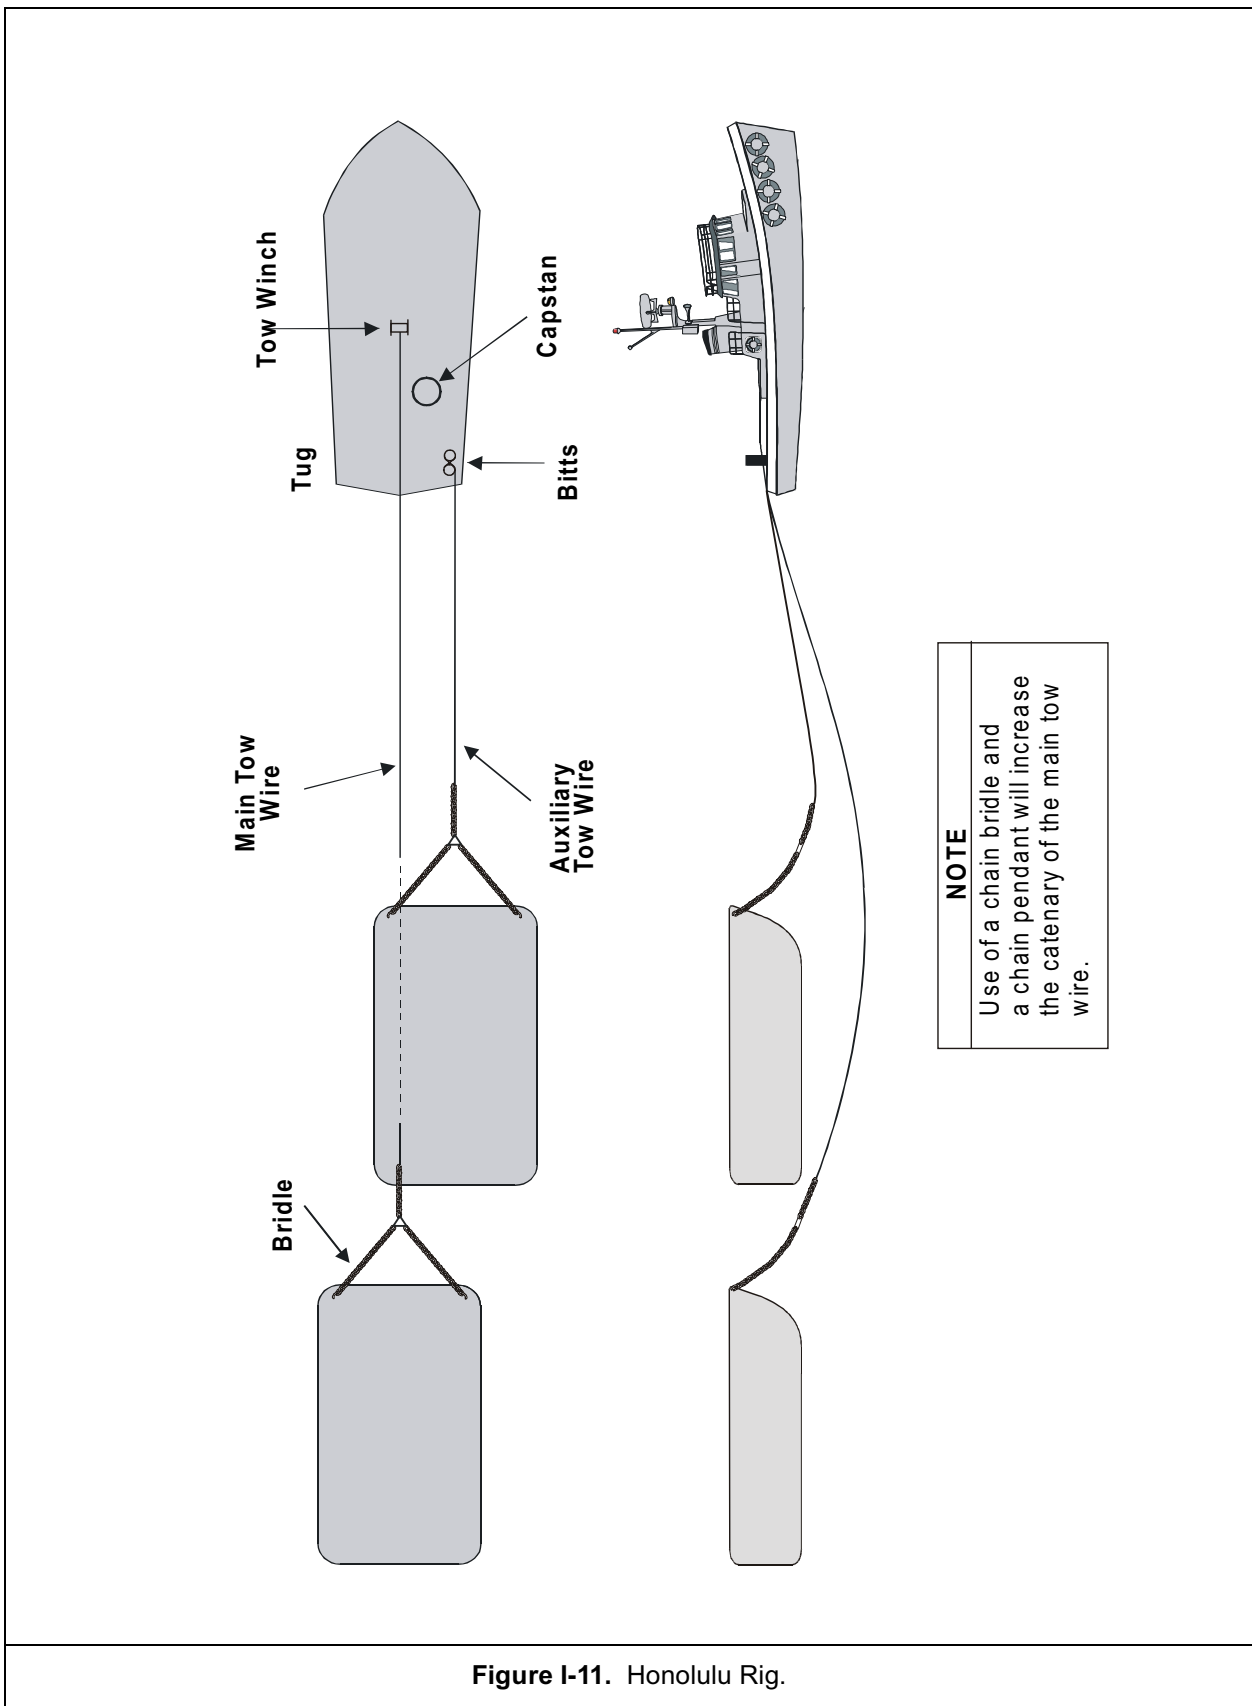 Tow Winch
Capstan
Tug
Bitts
Main Tow
Wire
Auxiliary
Tow Wire
Bridle
NOTE
Use of a chain bridle and
a chain pendant will increase
the catenary of the main tow
wire.
Figure I-11. Honolulu Rig.